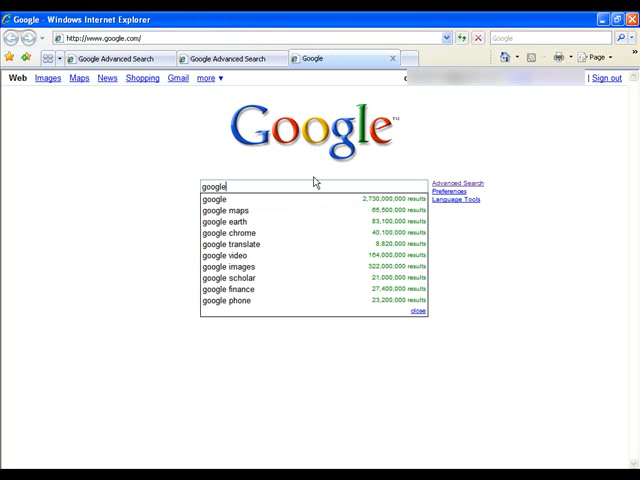 Google - Windows Internet Explorer
http://www.google.com/
Google
Google Advanced Search
Google Advanced Search
Google
Page
Web Images Maps News Shopping Gmail more ▼
| Sign out
Google™
google
Advanced Search
Preferences
Language Tools
google 2,730,000,000 results
google maps 66,500,000 results
google earth 83,100,000 results
google chrome 40,100,000 results
google translate 8,820,000 results
google video 164,000,000 results
google images 322,000,000 results
google scholar 21,000,000 results
google finance 27,400,000 results
google phone 23,200,000 results
close